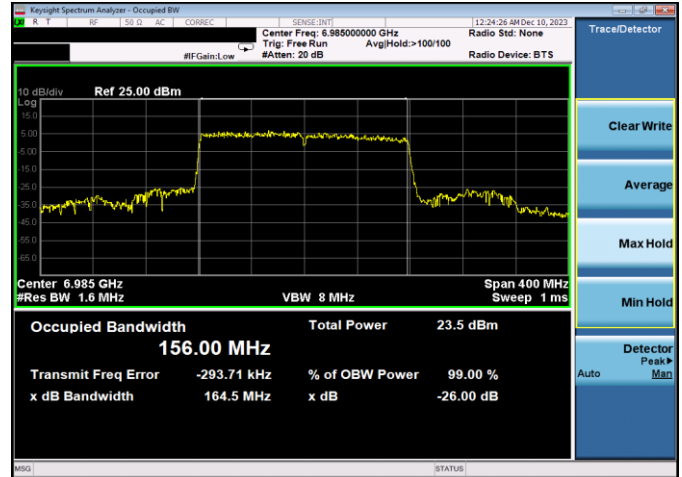 Keysight Spectrum Analyzer - Occupied BW
LXI R T RF 50 Ω AC CORREC SENSE:INT 12:24:26 AM Dec 10, 2023
Center Freq: 6.985000000 GHz Radio Std: None
Trig: Free Run Avg|Hold:>100/100
#IFGain:Low #Atten: 20 dB Radio Device: BTS
Trace/Detector
10 dB/div Ref 25.00 dBm
Log
15.0
5.00
-5.00
-15.0
-25.0
-35.0
-45.0
-55.0
-65.0
Center 6.985 GHz Span 400 MHz
#Res BW 1.6 MHz VBW 8 MHz Sweep 1 ms
Occupied Bandwidth Total Power 23.5 dBm
156.00 MHz
Transmit Freq Error -293.71 kHz % of OBW Power 99.00 %
x dB Bandwidth 164.5 MHz x dB -26.00 dB
Clear Write
Average
Max Hold
Min Hold
Detector
Peak▶
Auto Man
MSG STATUS